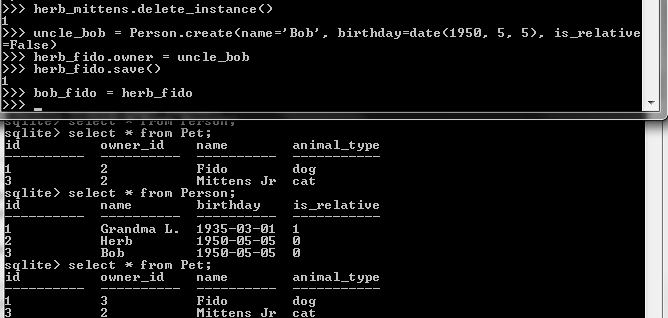 >>> herb_mittens.delete_instance()
1
>>> uncle_bob = Person.create(name='Bob', birthday=date(1950, 5, 5), is_relative
=False)
>>> herb_fido.owner = uncle_bob
>>> herb_fido.save()
1
>>> bob_fido = herb_fido
>>> _
sqlite> select * from Person;
sqlite> select * from Pet;
id owner_id name animal_type
---------- ---------- ---------- -----------
1 2 Fido dog
3 2 Mittens Jr cat
sqlite> select * from Person;
id name birthday is_relative
---------- ---------- ---------- -----------
1 Grandma L. 1935-03-01 1
2 Herb 1950-05-05 0
3 Bob 1950-05-05 0
sqlite> select * from Pet;
id owner_id name animal_type
---------- ---------- ---------- -----------
1 3 Fido dog
3 2 Mittens Jr cat